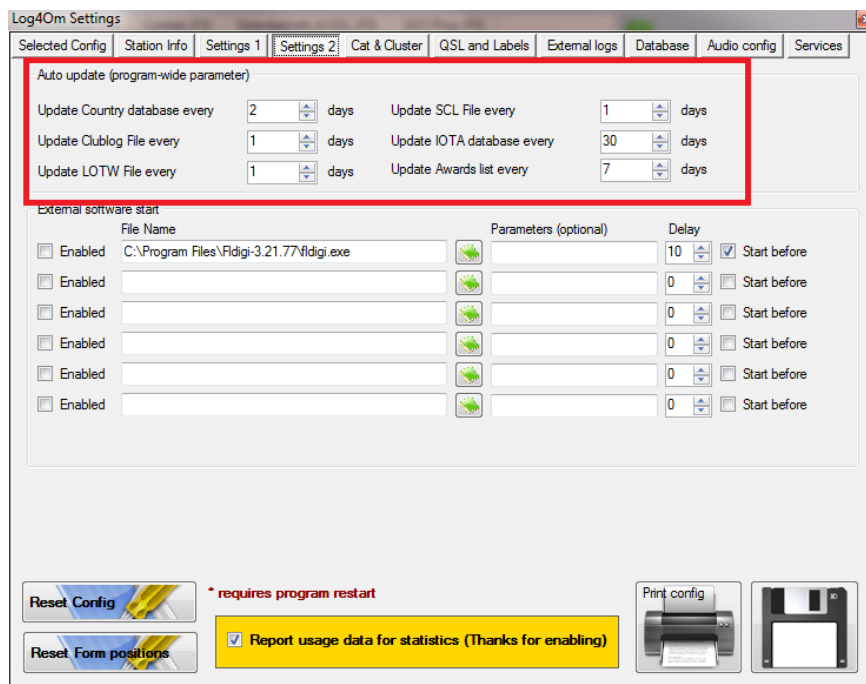 Log4Om Settings
Selected Config Station Info Settings 1 Settings 2 Cat & Cluster QSL and Labels External logs Database Audio config Services
Auto update (program-wide parameter)
Update Country database every 2 days Update SCL File every 1 days
Update Clublog File every 1 days Update IOTA database every 30 days
Update LOTW File every 1 days Update Awards list every 7 days
External software start
File Name Parameters (optional) Delay
Enabled C:\Program Files\Fldigi-3.21.77\fldigi.exe 10 Start before
Enabled 0 Start before
Enabled 0 Start before
Enabled 0 Start before
Enabled 0 Start before
Enabled 0 Start before
Reset Config
* requires program restart
Print config
Report usage data for statistics (Thanks for enabling)
Reset Form positions